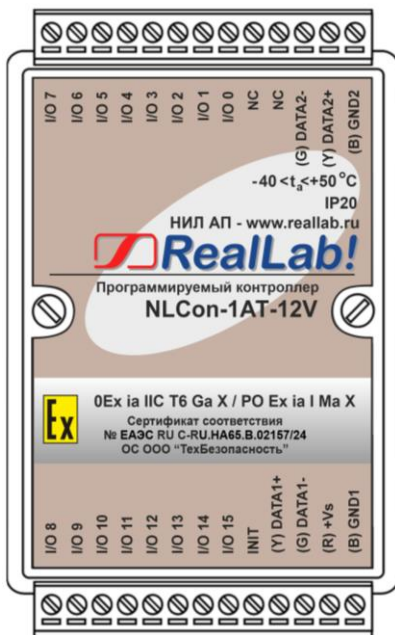 I/O 7
I/O 6
I/O 5
I/O 4
I/O 3
I/O 2
I/O 1
I/O 0
NC
NC
(G) DATA2-
(Y) DATA2+
(B) GND2
-40 <ta<+50 °C
IP20
НИЛ АП - www.reallab.ru
RealLab!
Программируемый контроллер
NLCon-1AT-12V
Ex
0Ex ia IIC T6 Ga X / PO Ex ia I Ma X
Сертификат соответствия
№ ЕАЭС RU C-RU.HA65.B.02157/24
ОС ООО "ТехБезопасность"
I/O 8
I/O 9
I/O 10
I/O 11
I/O 12
I/O 13
I/O 14
I/O 15
INIT
(Y) DATA1+
(G) DATA1-
(R) +Vs
(B) GND1